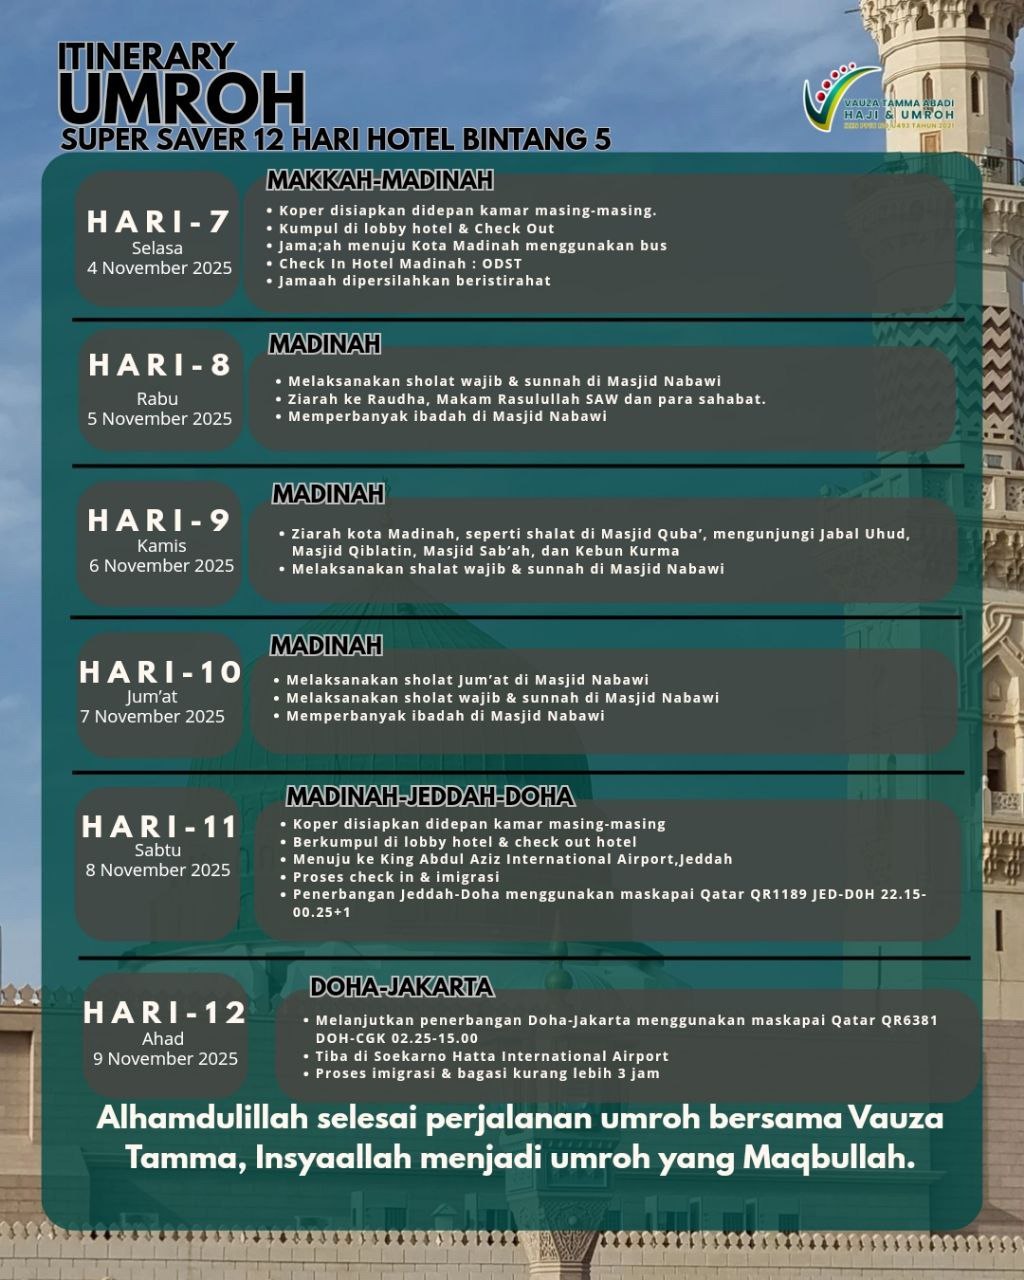 ITINERARY
UMROH
SUPER SAVER 12 HARI HOTEL BINTANG 5
VAUZA TAMMA ABADI
HAJI & UMROH
MAKKAH-MADINAH
HARI-7
Selasa
4 November 2025
• Koper disiapkan didepan kamar masing-masing.
• Kumpul di lobby hotel & Check Out
• Jama;ah menuju Kota Madinah menggunakan bus
• Check In Hotel Madinah : ODST
• Jamaah dipersilahkan beristirahat
MADINAH
HARI-8
Rabu
5 November 2025
• Melaksanakan sholat wajib & sunnah di Masjid Nabawi
• Ziarah ke Raudha, Makam Rasulullah SAW dan para sahabat.
• Memperbanyak ibadah di Masjid Nabawi
MADINAH
HARI-9
Kamis
6 November 2025
• Ziarah kota Madinah, seperti shalat di Masjid Quba’, mengunjungi Jabal Uhud,
Masjid Qiblatin, Masjid Sab’ah, dan Kebun Kurma
• Melaksanakan shalat wajib & sunnah di Masjid Nabawi
MADINAH
HARI-10
Jum’at
7 November 2025
• Melaksanakan sholat Jum’at di Masjid Nabawi
• Melaksanakan sholat wajib & sunnah di Masjid Nabawi
• Memperbanyak ibadah di Masjid Nabawi
MADINAH-JEDDAH-DOHA
HARI-11
Sabtu
8 November 2025
• Koper disiapkan didepan kamar masing-masing
• Berkumpul di lobby hotel & check out hotel
• Menuju ke King Abdul Aziz International Airport,Jeddah
• Proses check in & imigrasi
• Penerbangan Jeddah-Doha menggunakan maskapai Qatar QR1189 JED-D0H 22.15-
00.25+1
DOHA-JAKARTA
HARI-12
Ahad
9 November 2025
• Melanjutkan penerbangan Doha-Jakarta menggunakan maskapai Qatar QR6381
DOH-CGK 02.25-15.00
• Tiba di Soekarno Hatta International Airport
• Proses imigrasi & bagasi kurang lebih 3 jam
Alhamdulillah selesai perjalanan umroh bersama Vauza
Tamma, Insyaallah menjadi umroh yang Maqbullah.